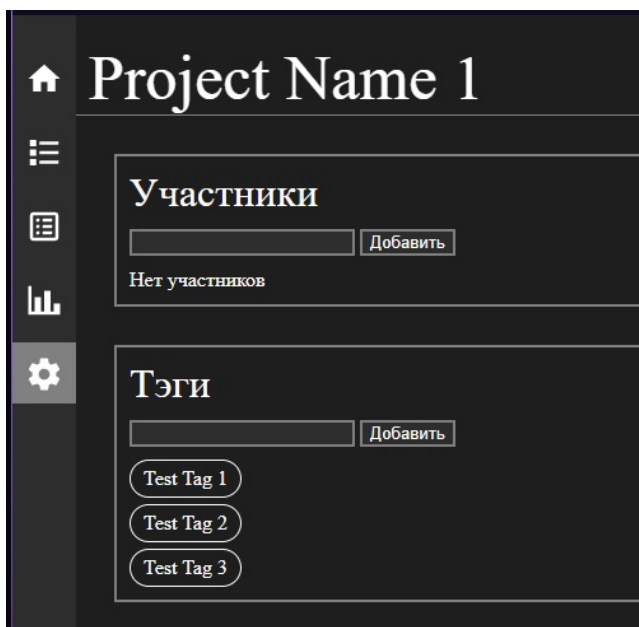 Project Name 1
Участники
Добавить
Нет участников
Тэги
Добавить
Test Tag 1
Test Tag 2
Test Tag 3